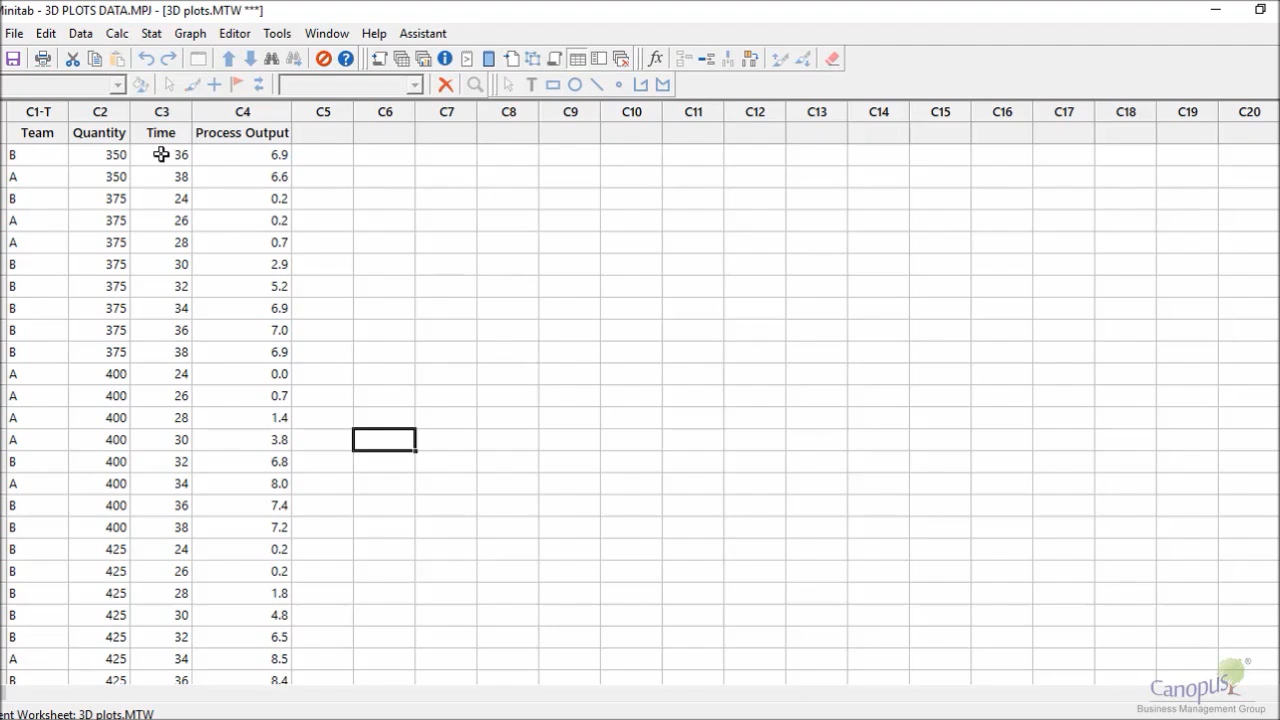 Minitab - 3D PLOTS DATA.MPJ - [3D plots.MTW ***]
File Edit Data Calc Stat Graph Editor Tools Window Help Assistant
C1-T C2 C3 C4 C5 C6 C7 C8 C9 C10 C11 C12 C13 C14 C15 C16 C17 C18 C19 C20
Team Quantity Time Process Output
B 350 36 6.9
A 350 38 6.6
B 375 24 0.2
A 375 26 0.2
A 375 28 0.7
B 375 30 2.9
B 375 32 5.2
B 375 34 6.9
B 375 36 7.0
B 375 38 6.9
A 400 24 0.0
A 400 26 0.7
A 400 28 1.4
A 400 30 3.8
B 400 32 6.8
A 400 34 8.0
B 400 36 7.4
B 400 38 7.2
B 425 24 0.2
B 425 26 0.2
B 425 28 1.8
B 425 30 4.8
B 425 32 6.5
A 425 34 8.5
B 425 36 8.4
Canopus®
Business Management Group
ent Worksheet: 3D plots.MTW